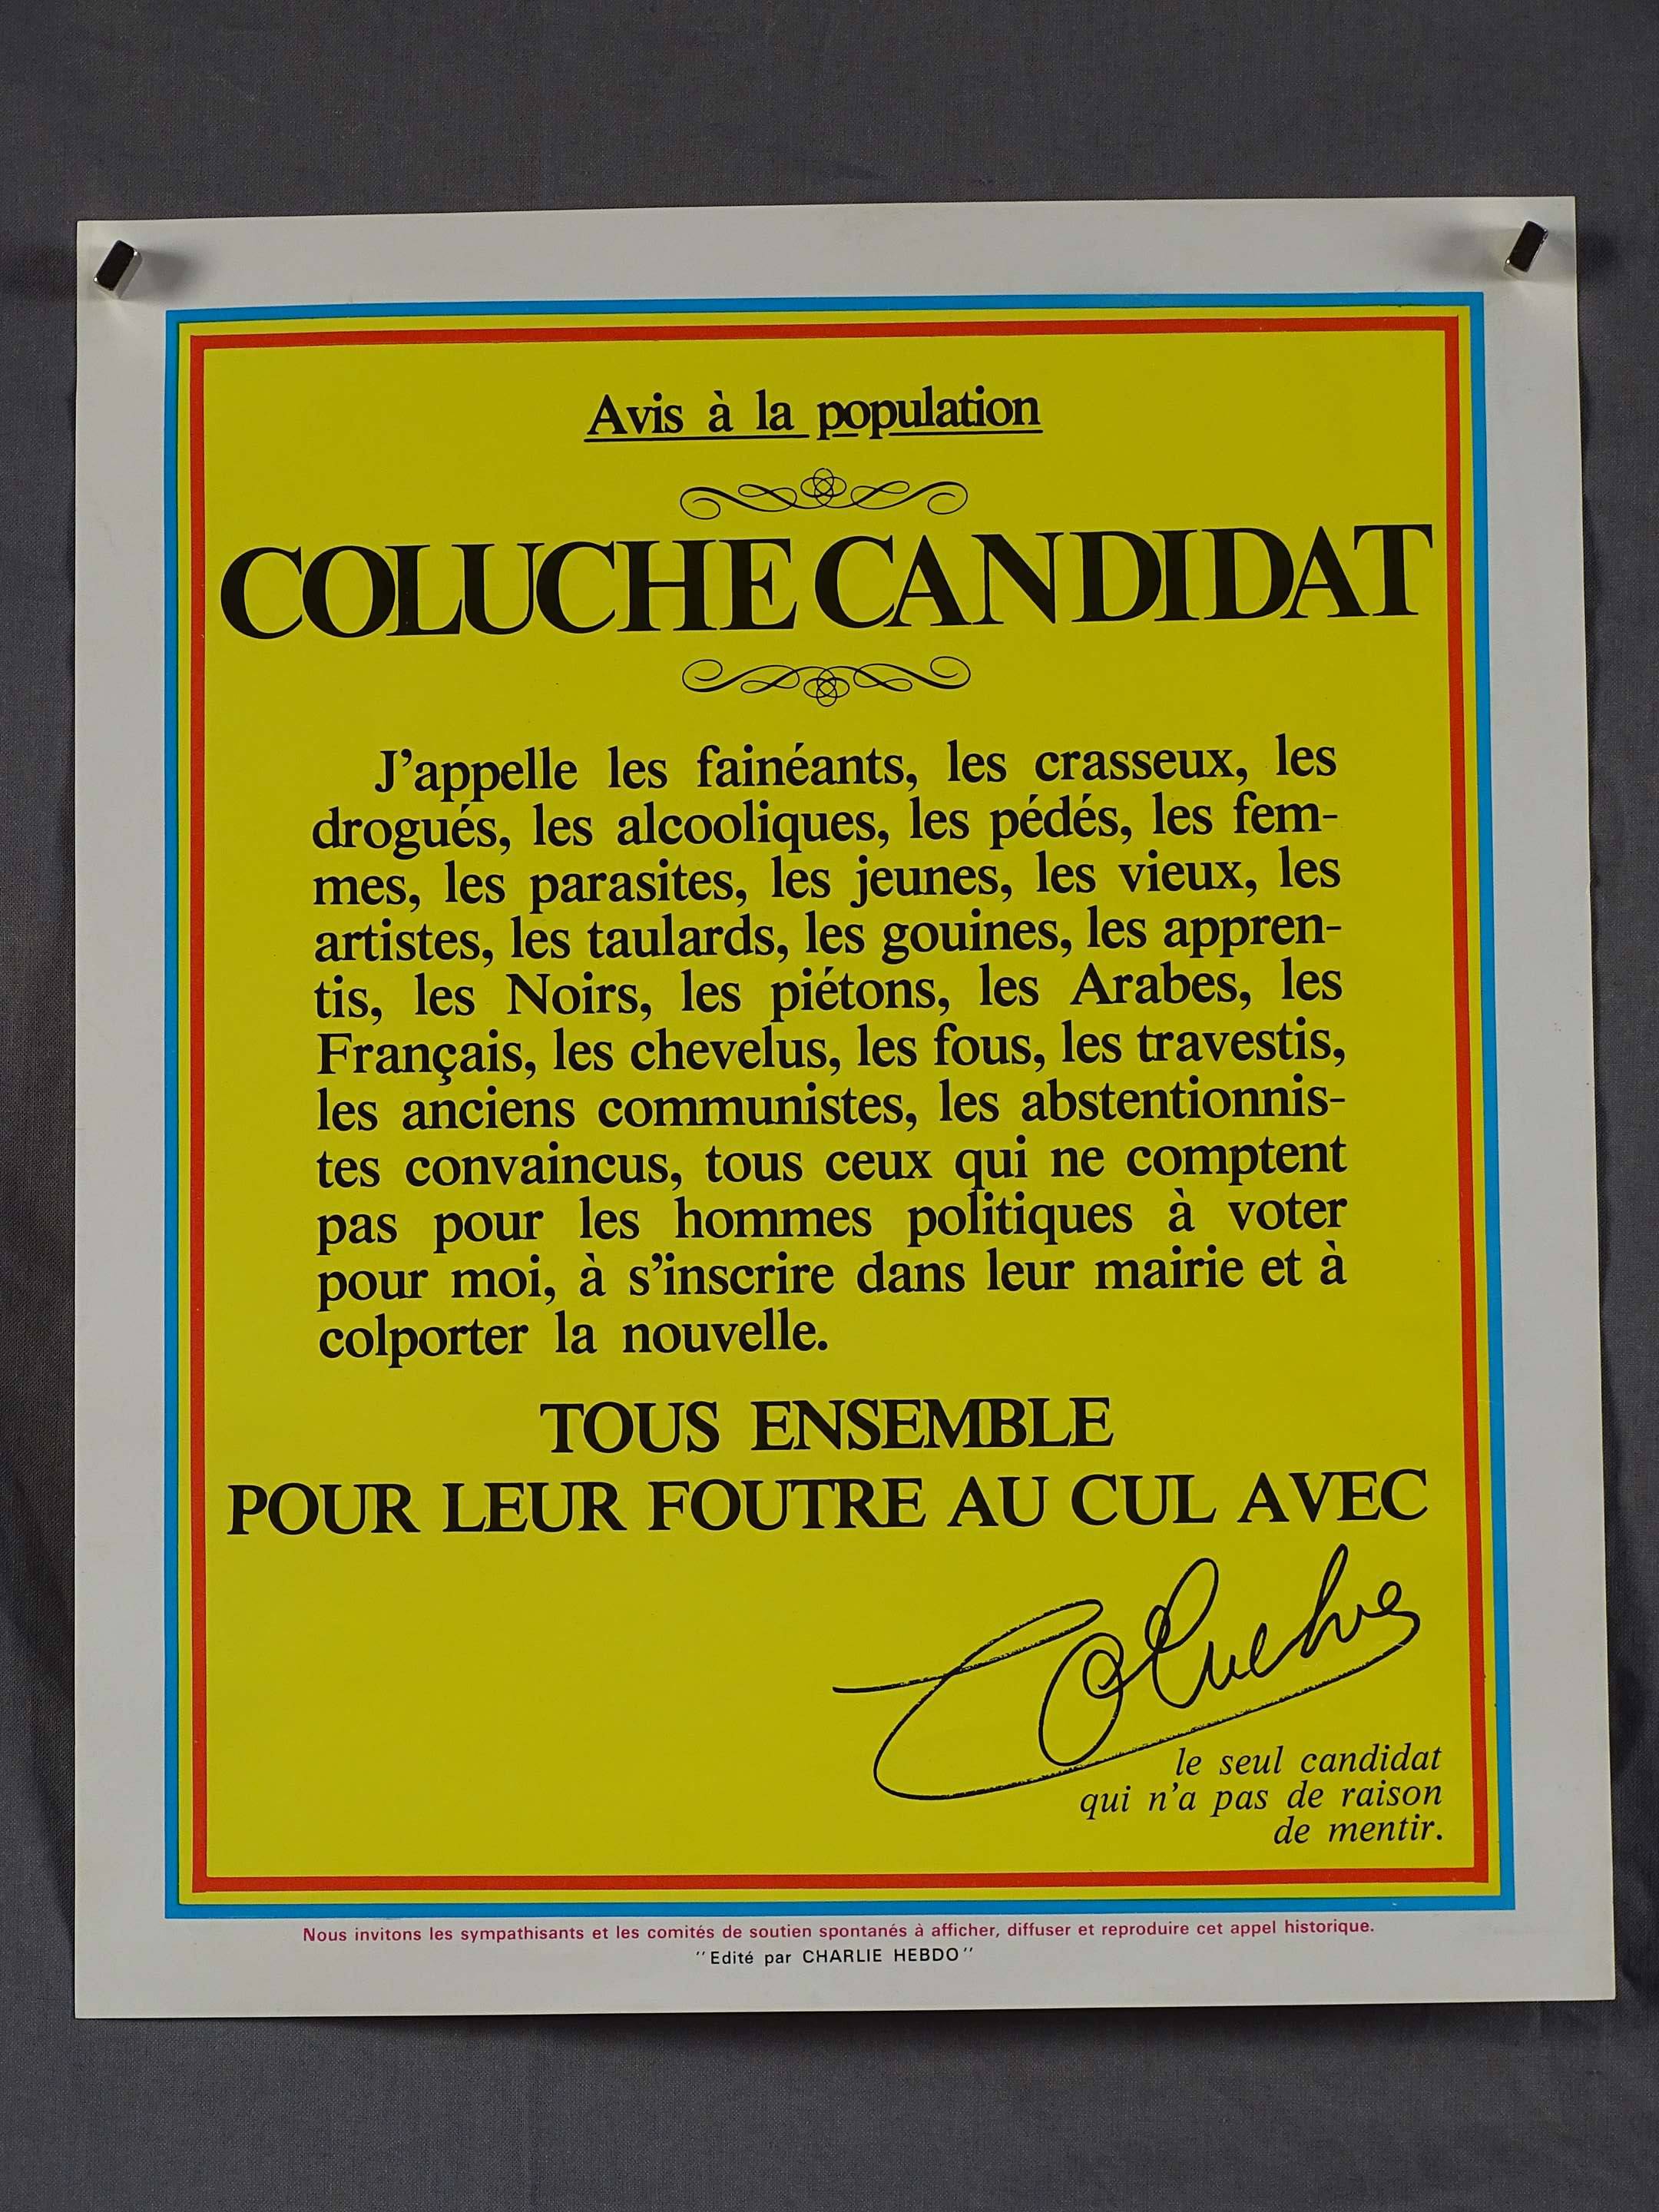 Avis à la population
COLUCHE CANDIDAT
J'appelle les fainéants, les crasseux, les
drogués, les alcooliques, les pédés, les fem-
mes, les parasites, les jeunes, les vieux, les
artistes, les taulards, les gouines, les appren-
tis, les Noirs, les piétons, les Arabes, les
Français, les chevelus, les fous, les travestis,
les anciens communistes, les abstentionnis-
tes convaincus, tous ceux qui ne comptent
pas pour les hommes politiques à voter
pour moi, à s'inscrire dans leur mairie et à
colporter la nouvelle.
TOUS ENSEMBLE
POUR LEUR FOUTRE AU CUL AVEC
Coluche
le seul candidat
qui n'a pas de raison
de mentir.
Nous invitons les sympathisants et les comités de soutien spontanés à afficher, diffuser et reproduire cet appel historique.
"Edité par CHARLIE HEBDO"